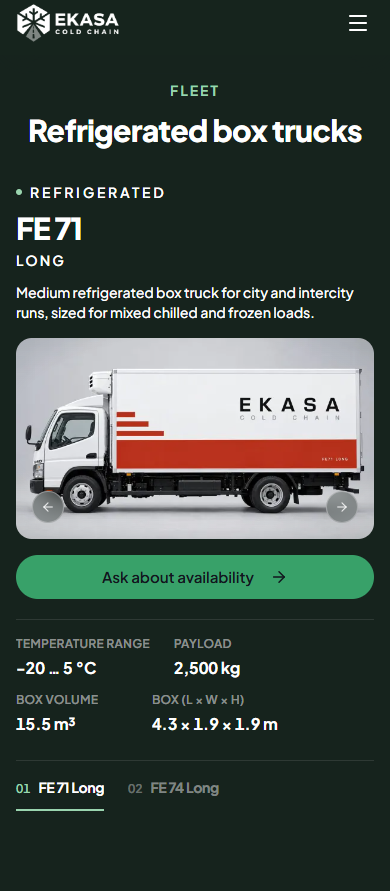 EKASA
COLD CHAIN
FLEET
Refrigerated box trucks
REFRIGERATED
FE 71
LONG
Medium refrigerated box truck for city and intercity
runs, sized for mixed chilled and frozen loads.
EKASA
COLD CHAIN
FE71 LONG
Ask about availability →
TEMPERATURE RANGE PAYLOAD
−20 … 5 °C 2,500 kg
BOX VOLUME BOX (L × W × H)
15.5 m³ 4.3 × 1.9 × 1.9 m
01 FE 71 Long 02 FE 74 Long